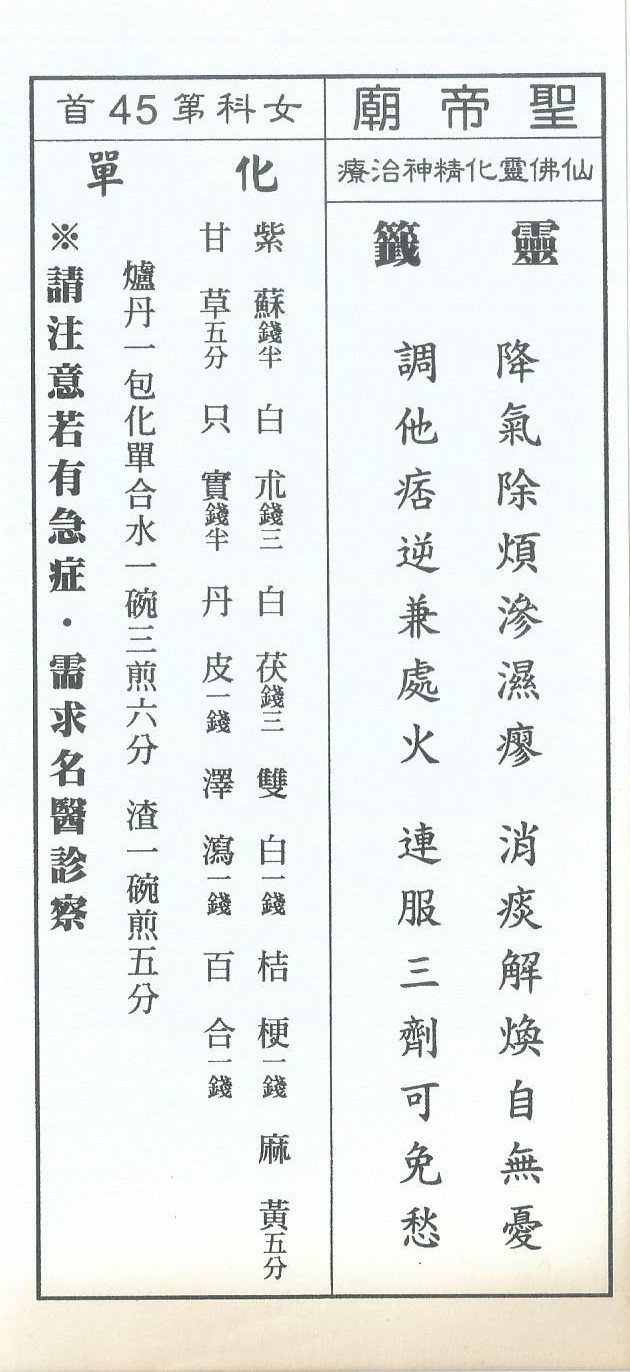 聖帝廟
仙佛靈化精神治療
靈籤
降氣除煩滲濕瘳 消痰解煥自無憂
調他痞逆兼處火 連服三劑可免愁
女科第45首
化單
紫蘇錢半 白朮錢三 白茯錢三 雙白一錢 桔梗一錢 麻黃五分
甘草五分 只實錢半 丹皮一錢 澤瀉一錢 百合一錢
爐丹一包化單合水一碗三煎六分 渣一碗煎五分
※請注意若有急症・需求名醫診察